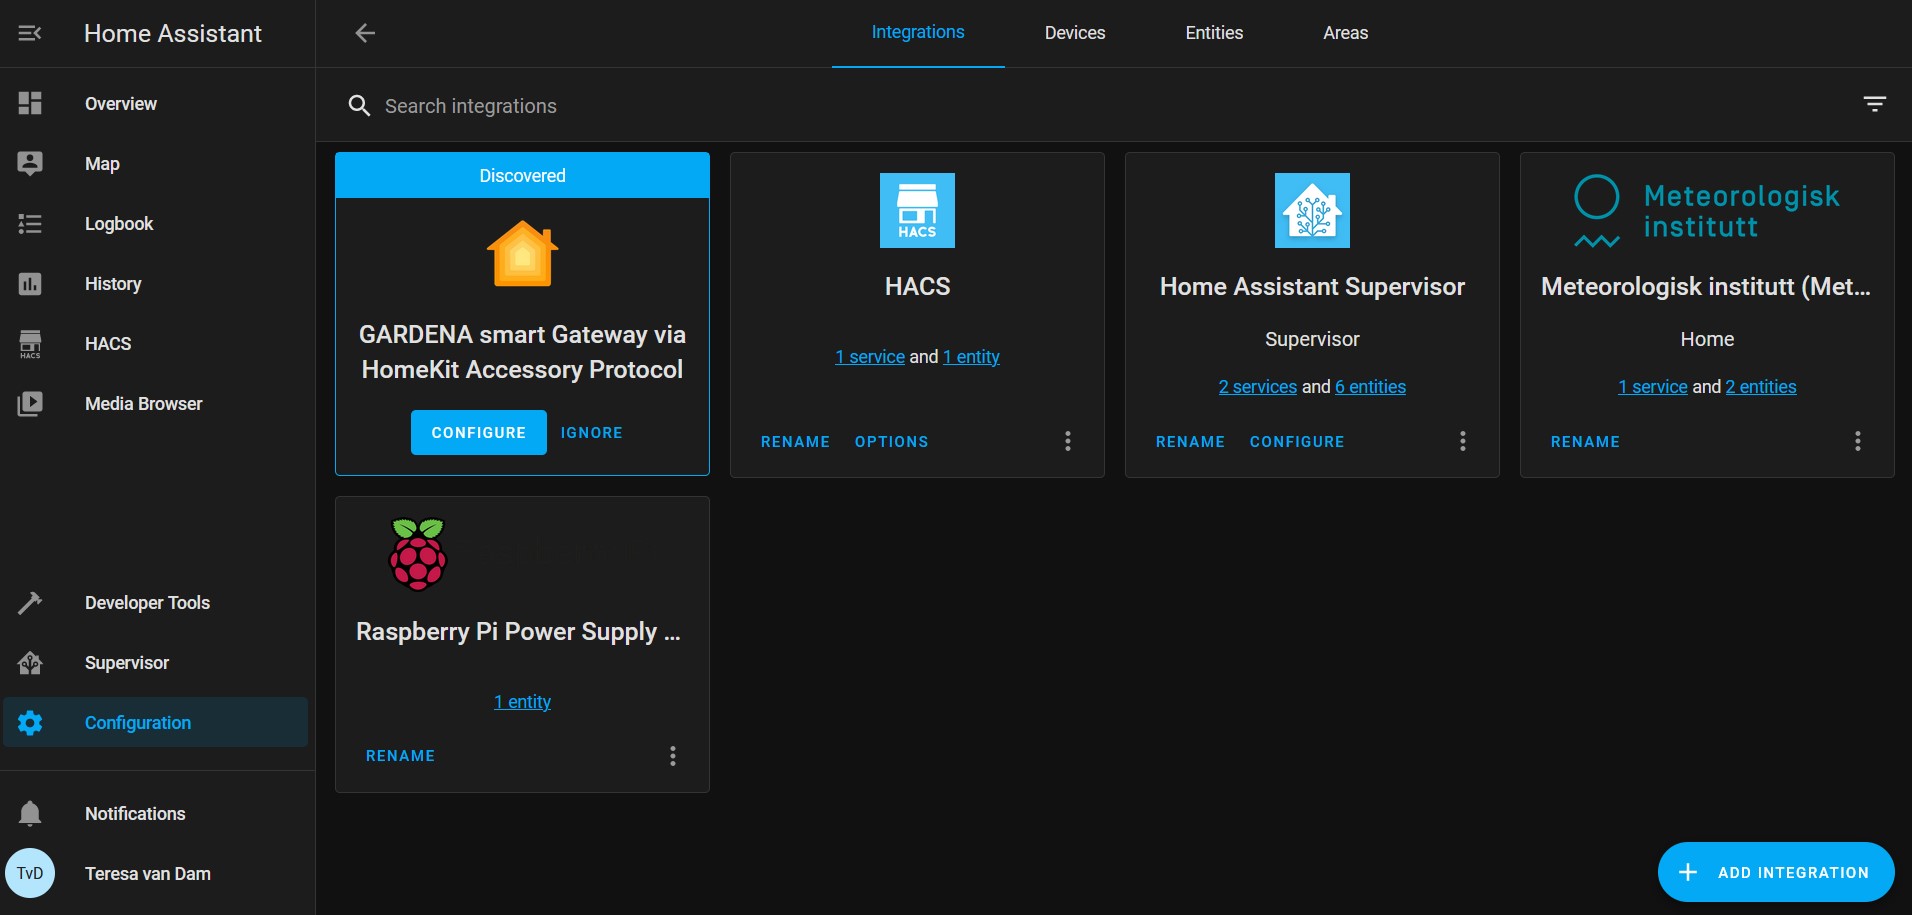 Home Assistant
Overview
Map
Logbook
History
HACS
HACS
Media Browser
Developer Tools
Supervisor
Configuration
Notifications
TvD
Teresa van Dam
Integrations
Devices
Entities
Areas
Search integrations
Discovered
GARDENA smart Gateway via
HomeKit Accessory Protocol
CONFIGURE
IGNORE
HACS
HACS
1 service and 1 entity
RENAME
OPTIONS
Home Assistant Supervisor
Supervisor
2 services and 6 entities
RENAME
CONFIGURE
Meteorologisk
institutt
Meteorologisk institutt (Met...
Home
1 service and 2 entities
RENAME
Raspberry Pi Power Supply ...
1 entity
RENAME
ADD INTEGRATION